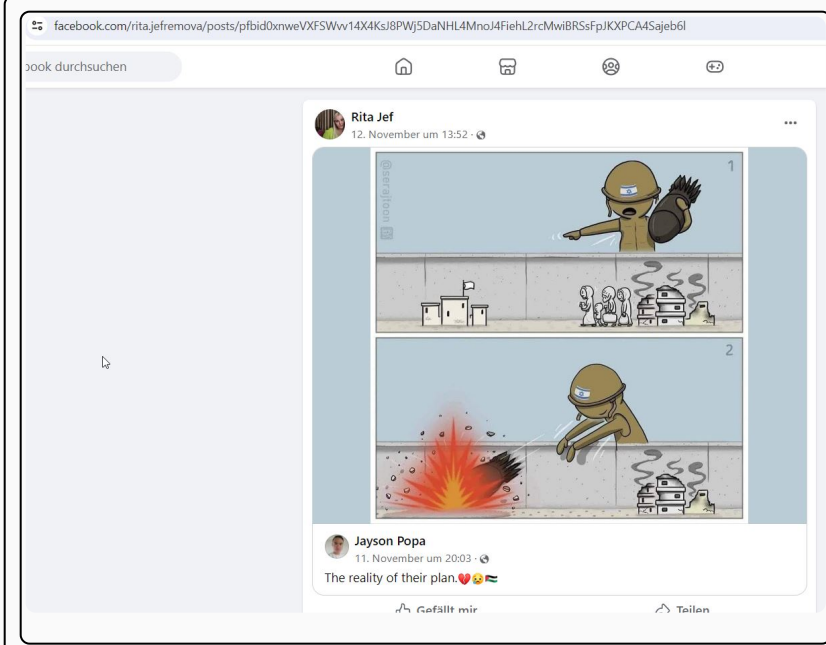 facebook.com/rita.jefremova/posts/pfbid0xnweVXFSWvv14X4KsJ8PWj5DaNHL4MnoJ4FiehL2rcMwiBRSsFpJKXPCA4Sajeb6l
ook durchsuchen
Rita Jef
12. November um 13:52 ·
@serajtoon
1
2
Jayson Popa
11. November um 20:03 ·
The reality of their plan.💔😣🇵🇸
Gefällt mir
Teilen